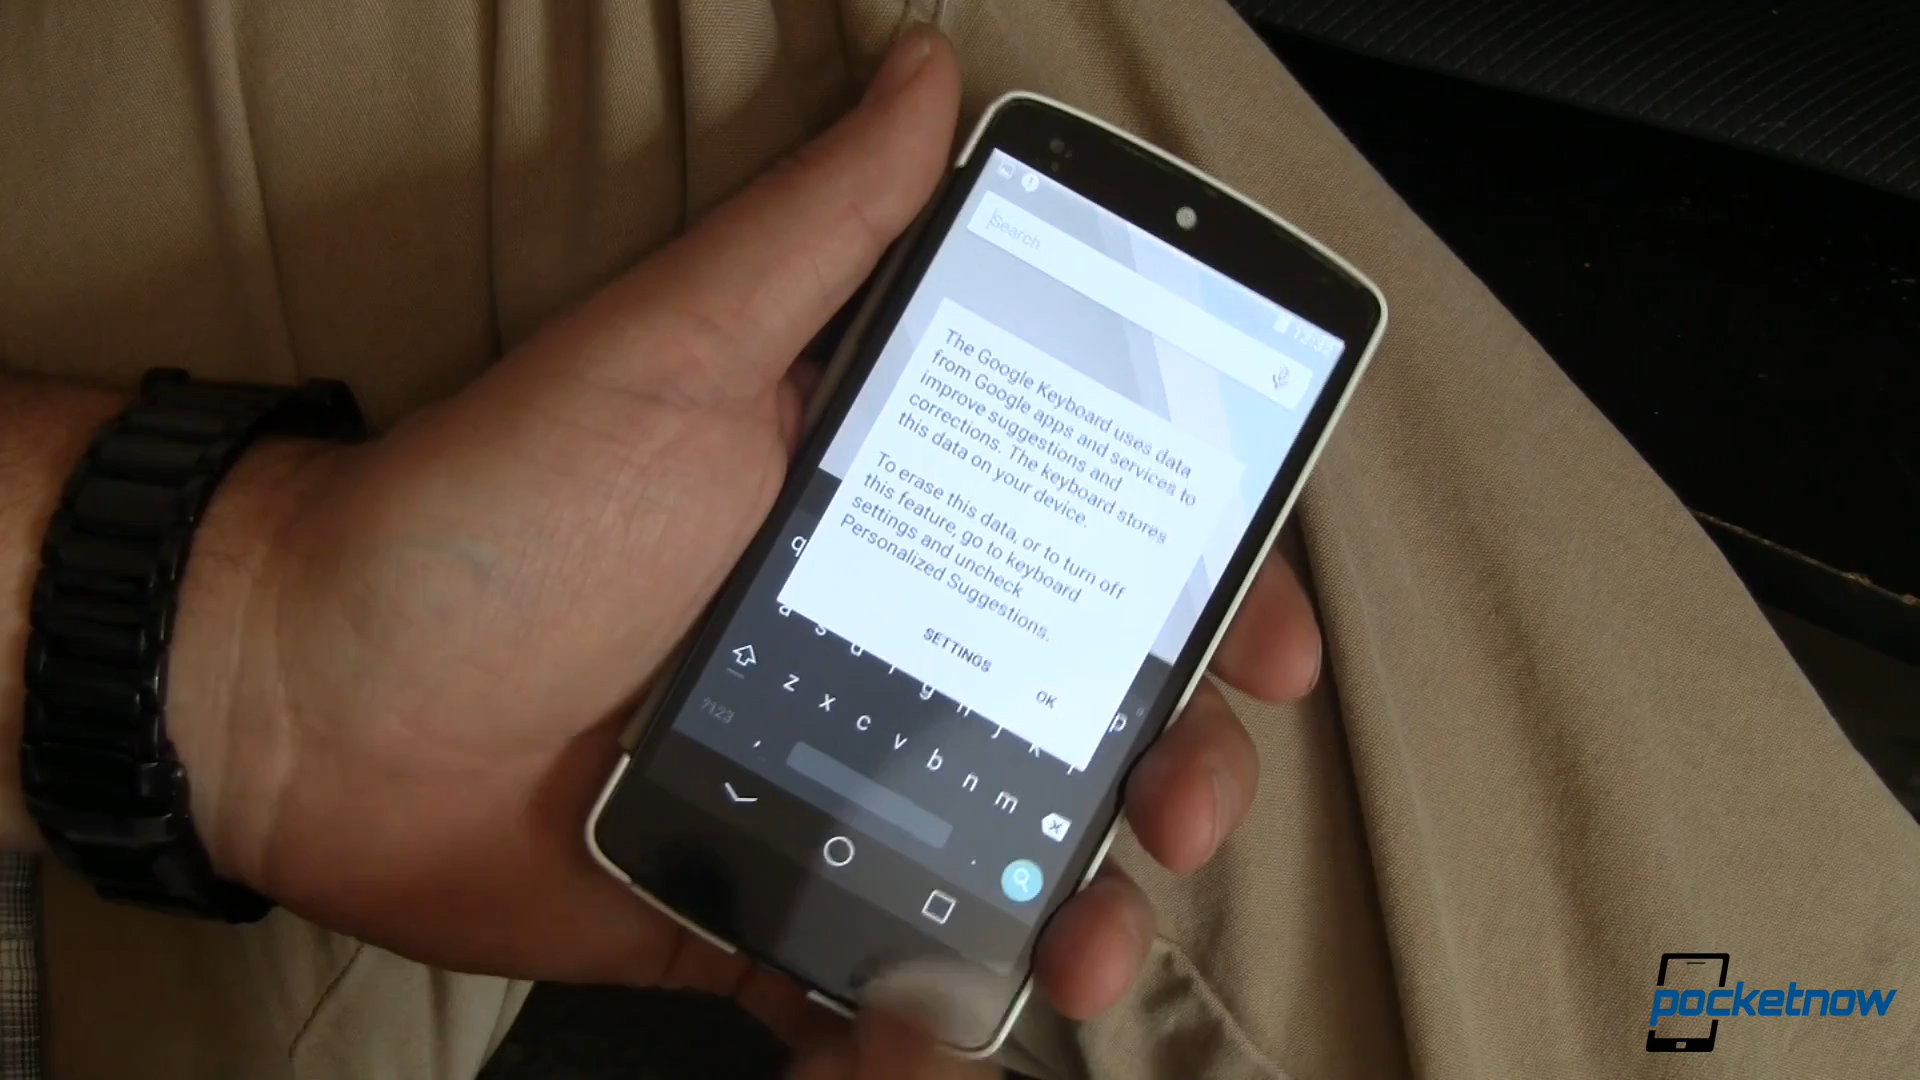 12:34
Search
The Google Keyboard uses data
from Google apps and services to
improve suggestions and
corrections. The keyboard stores
this data on your device.
To erase this data, or to turn off
this feature, go to keyboard
settings and uncheck
Personalized Suggestions.
SETTINGS
OK
q p
a s d f g h j k l
z x c v b n m
?123 , .
pocketnow